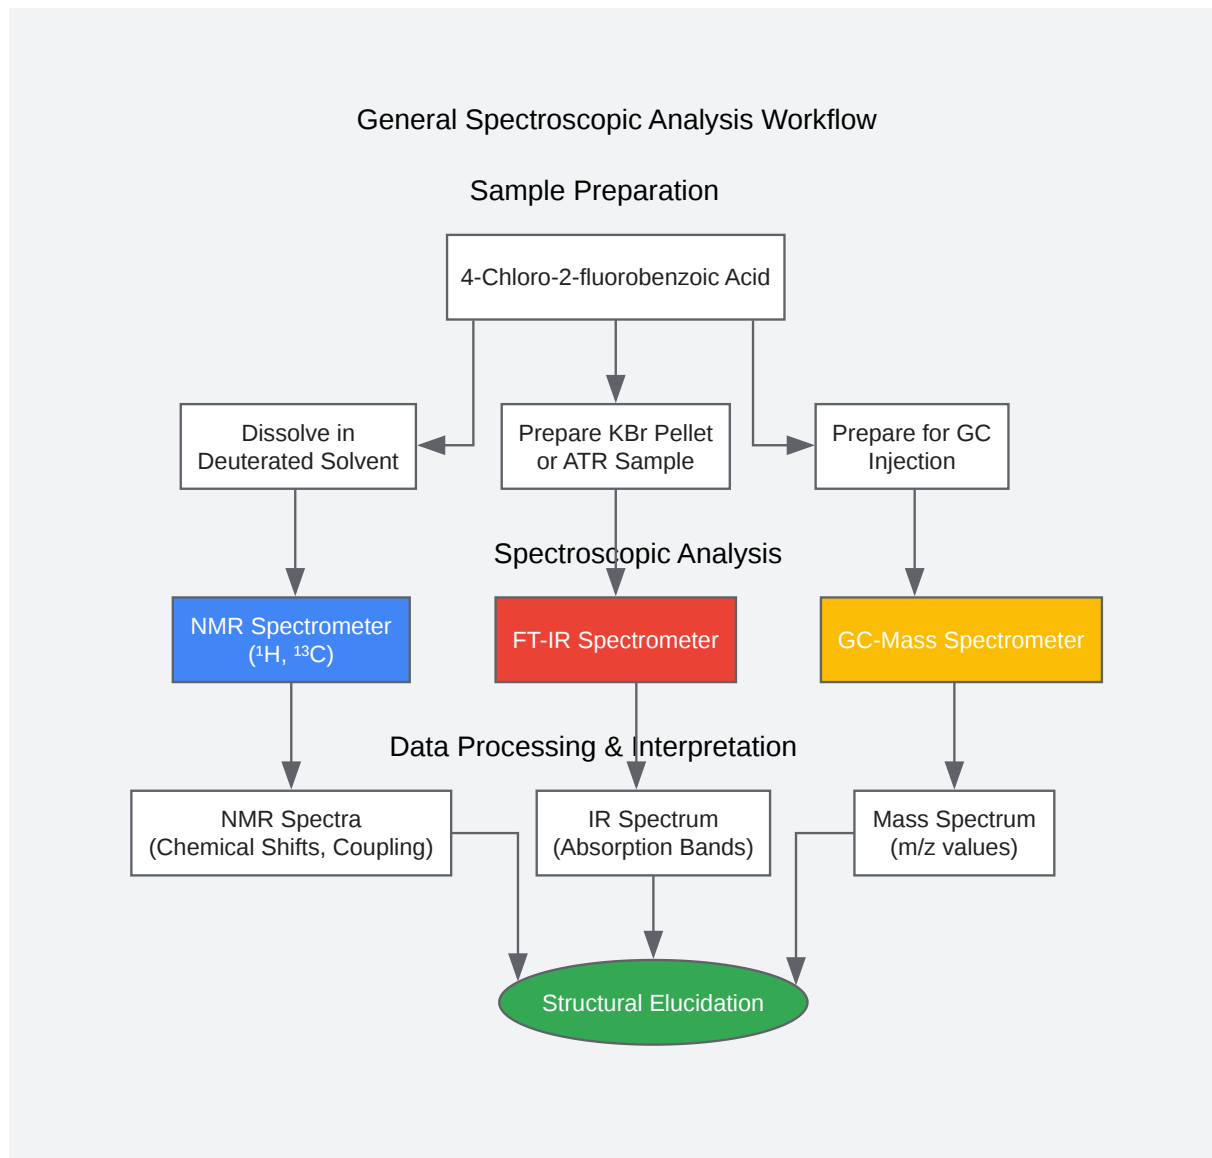 General Spectroscopic Analysis Workflow
Sample Preparation
4-Chloro-2-fluorobenzoic Acid
Dissolve in
Deuterated Solvent
Prepare KBr Pellet
or ATR Sample
Prepare for GC
Injection
Spectroscopic Analysis
NMR Spectrometer
(¹H, ¹³C)
FT-IR Spectrometer
GC-Mass Spectrometer
Data Processing & Interpretation
NMR Spectra
(Chemical Shifts, Coupling)
IR Spectrum
(Absorption Bands)
Mass Spectrum
(m/z values)
Structural Elucidation